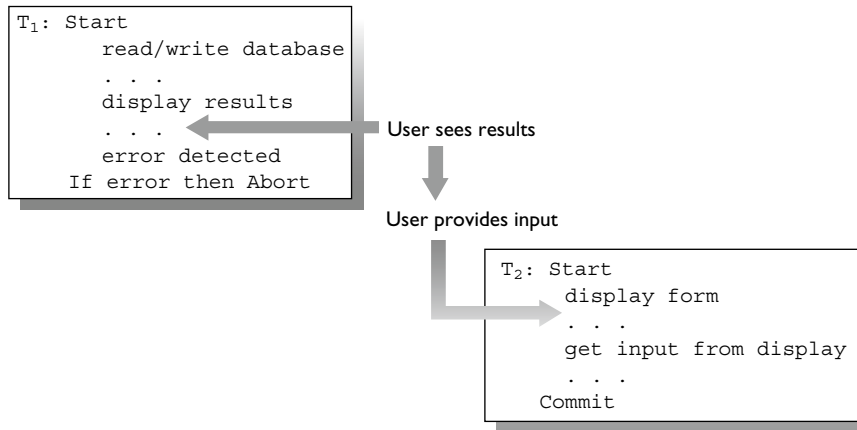 T₁: Start
read/write database
. . .
display results
. . .
error detected
If error then Abort
User sees results
User provides input
T₂: Start
display form
. . .
get input from display
. . .
Commit